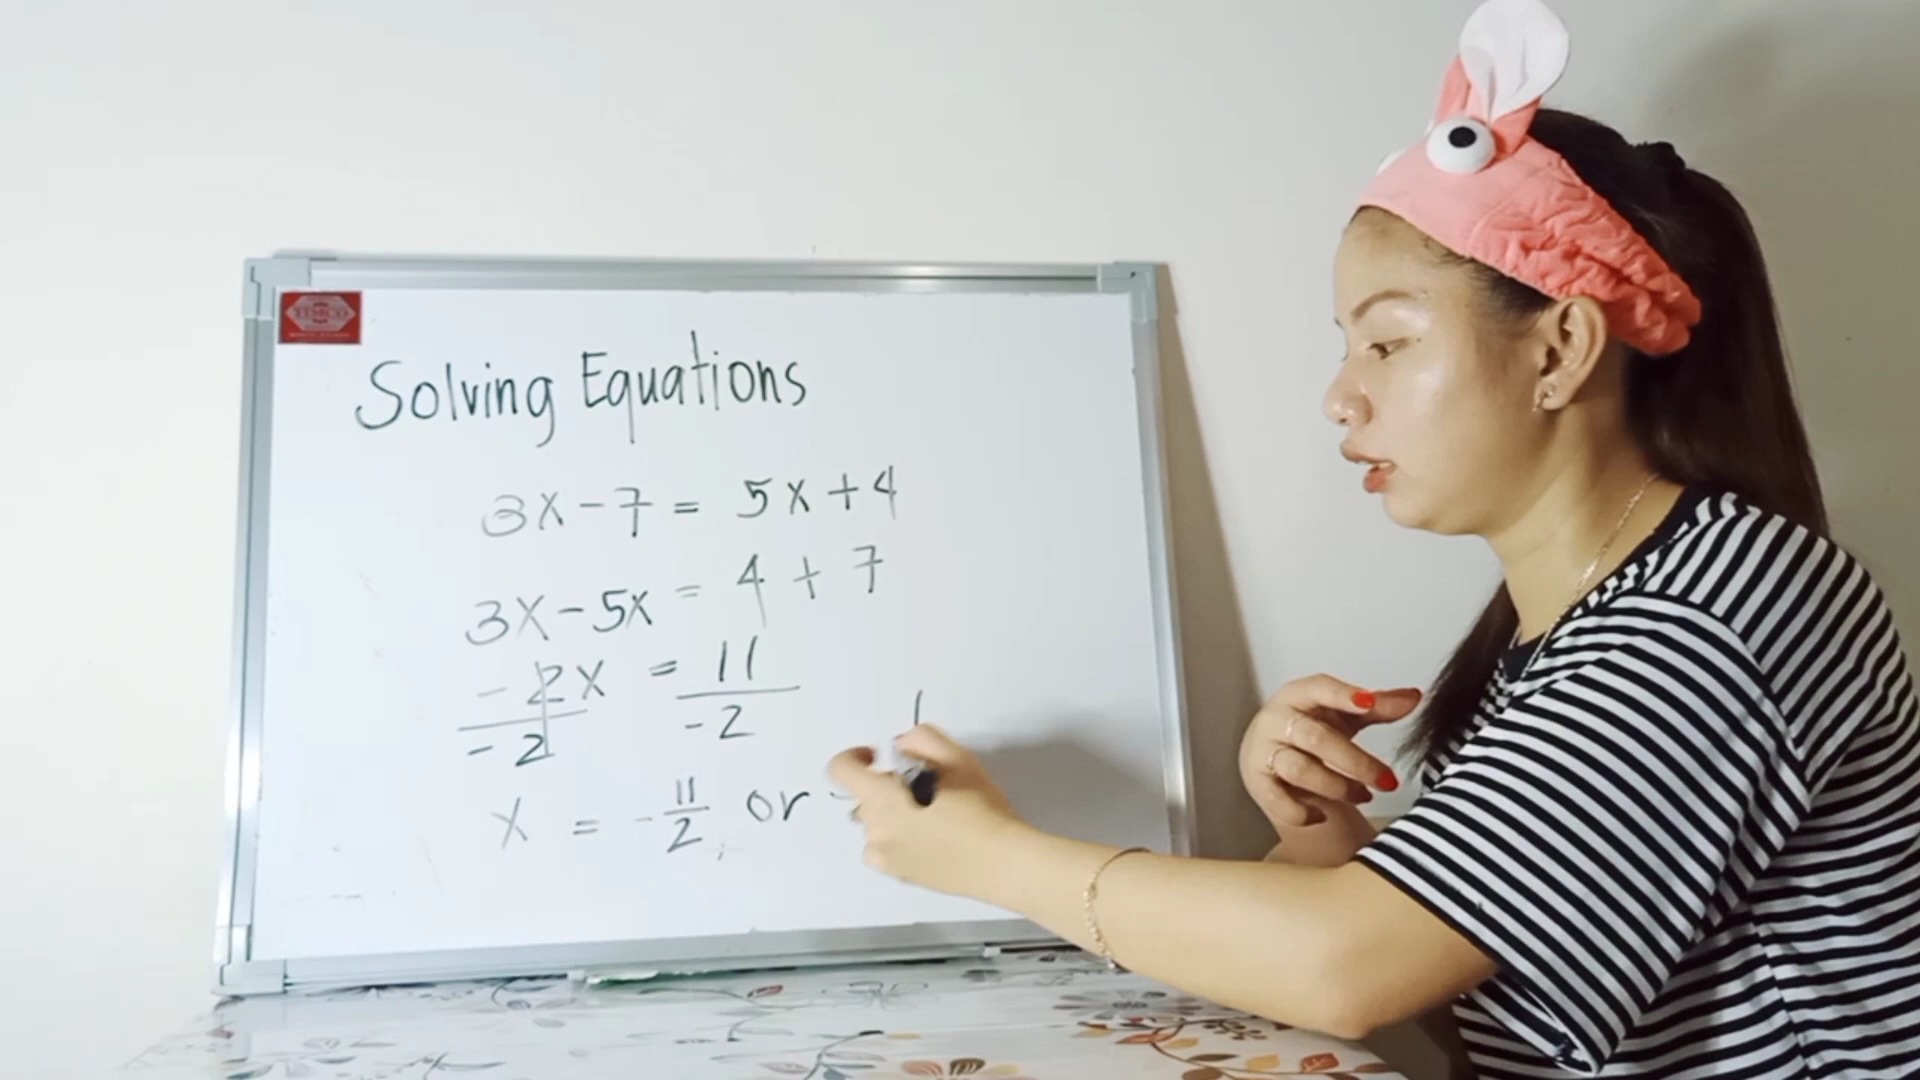 Solving Equations
3x - 7 = 5x + 4
3x - 5x = 4 + 7
-2x = 11
-2 -2
x = - 11/2 or -